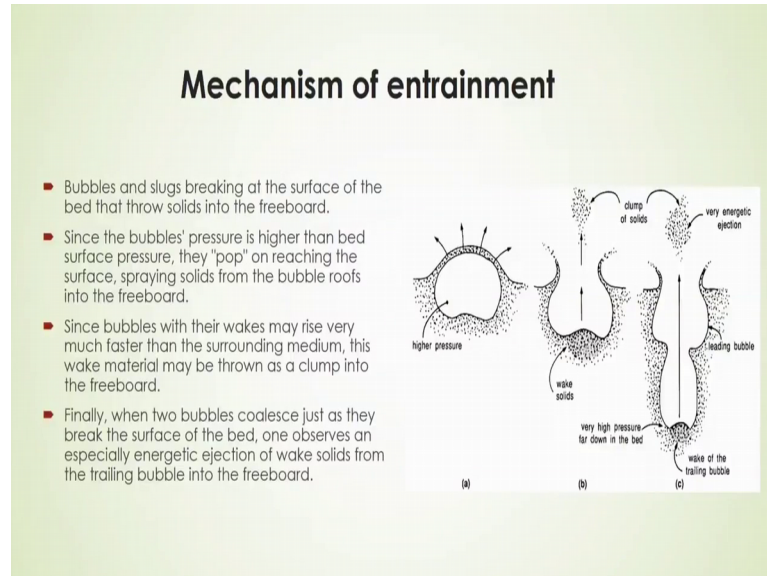 Mechanism of entrainment
Bubbles and slugs breaking at the surface of the
bed that throw solids into the freeboard.
Since the bubbles' pressure is higher than bed
surface pressure, they "pop" on reaching the
surface, spraying solids from the bubble roofs
into the freeboard.
Since bubbles with their wakes may rise very
much faster than the surrounding medium, this
wake material may be thrown as a clump into
the freeboard.
Finally, when two bubbles coalesce just as they
break the surface of the bed, one observes an
especially energetic ejection of wake solids from
the trailing bubble into the freeboard.
clump
of solids
very energetic
ejection
higher pressure
leading bubble
wake
solids
very high pressure
far down in the bed
wake of the
trailing bubble
(a)
(b)
(c)